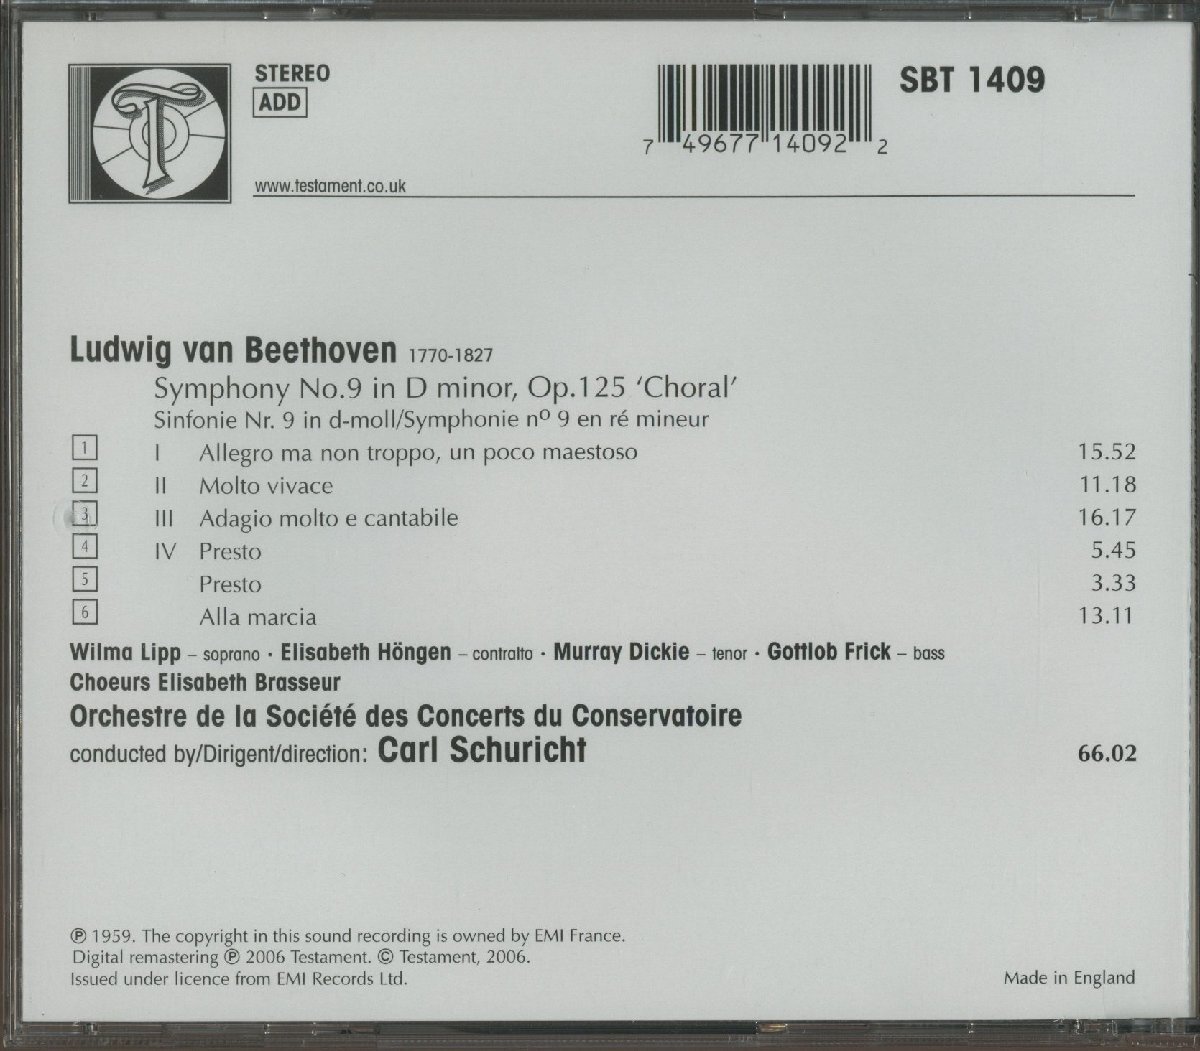 T
STEREO
ADD
www.testament.co.uk
7 49677 14092 2
SBT 1409
Ludwig van Beethoven 1770-1827
Symphony No.9 in D minor, Op.125 ‘Choral’
Sinfonie Nr. 9 in d-moll/Symphonie nº 9 en ré mineur
1 I Allegro ma non troppo, un poco maestoso 15.52
2 II Molto vivace 11.18
3 III Adagio molto e cantabile 16.17
4 IV Presto 5.45
5 Presto 3.33
6 Alla marcia 13.11
Wilma Lipp – soprano · Elisabeth Höngen – contralto · Murray Dickie – tenor · Gottlob Frick – bass
Choeurs Elisabeth Brasseur
Orchestre de la Société des Concerts du Conservatoire
conducted by/Dirigent/direction: Carl Schuricht 66.02
℗ 1959. The copyright in this sound recording is owned by EMI France.
Digital remastering ℗ 2006 Testament. © Testament, 2006.
Issued under licence from EMI Records Ltd. Made in England